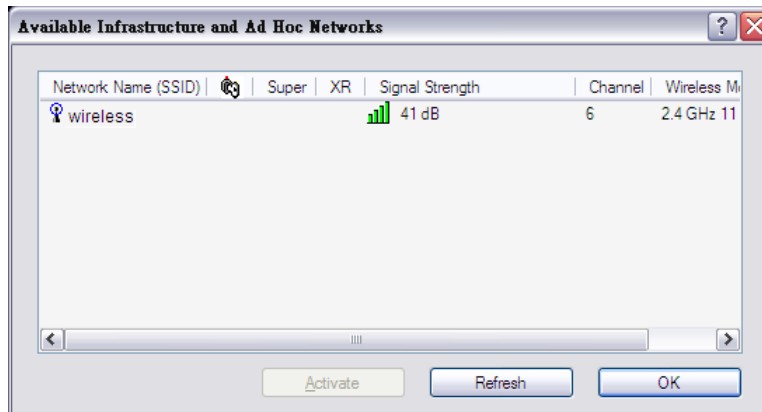 Available Infrastructure and Ad Hoc Networks
Network Name (SSID) Super XR Signal Strength Channel Wireless M
wireless 41 dB 6 2.4 GHz 11
Activate Refresh OK